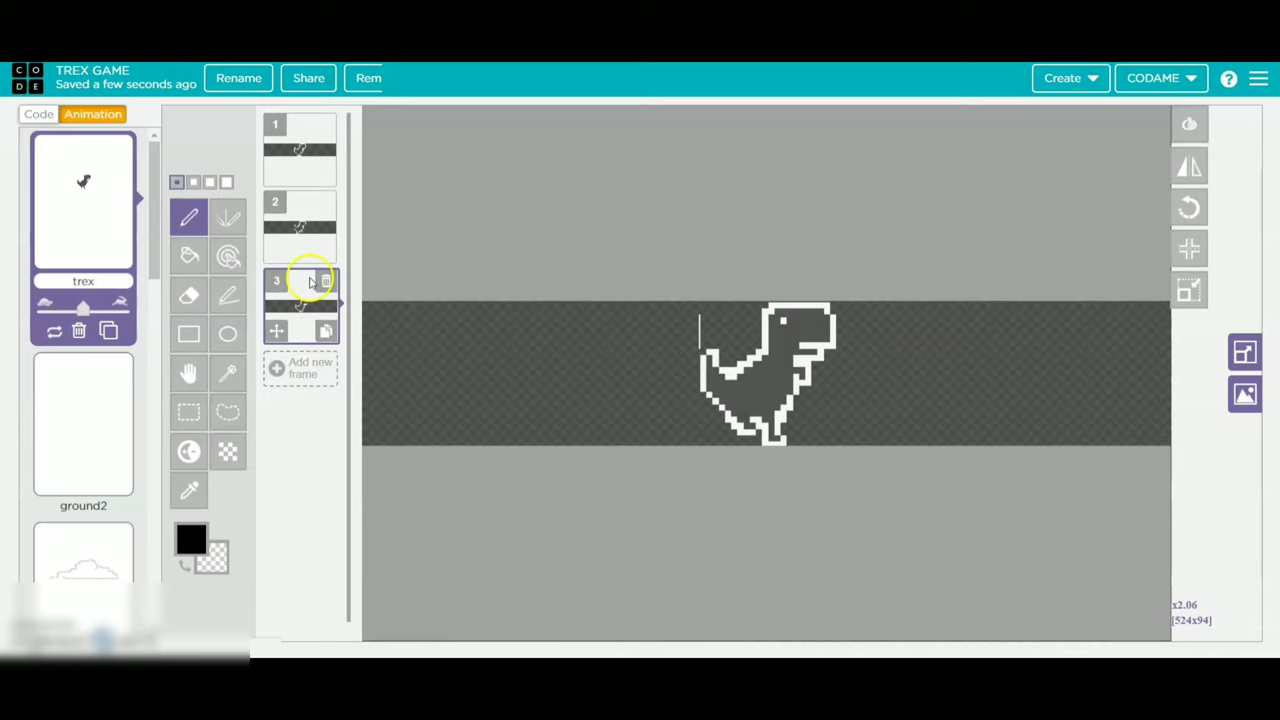 C O
D E
TREX GAME
Saved a few seconds ago
Rename
Share
Rem
Create
CODAME
?
Code
Animation
trex
ground2
1
2
3
Add new
frame
x2.06
[524x94]